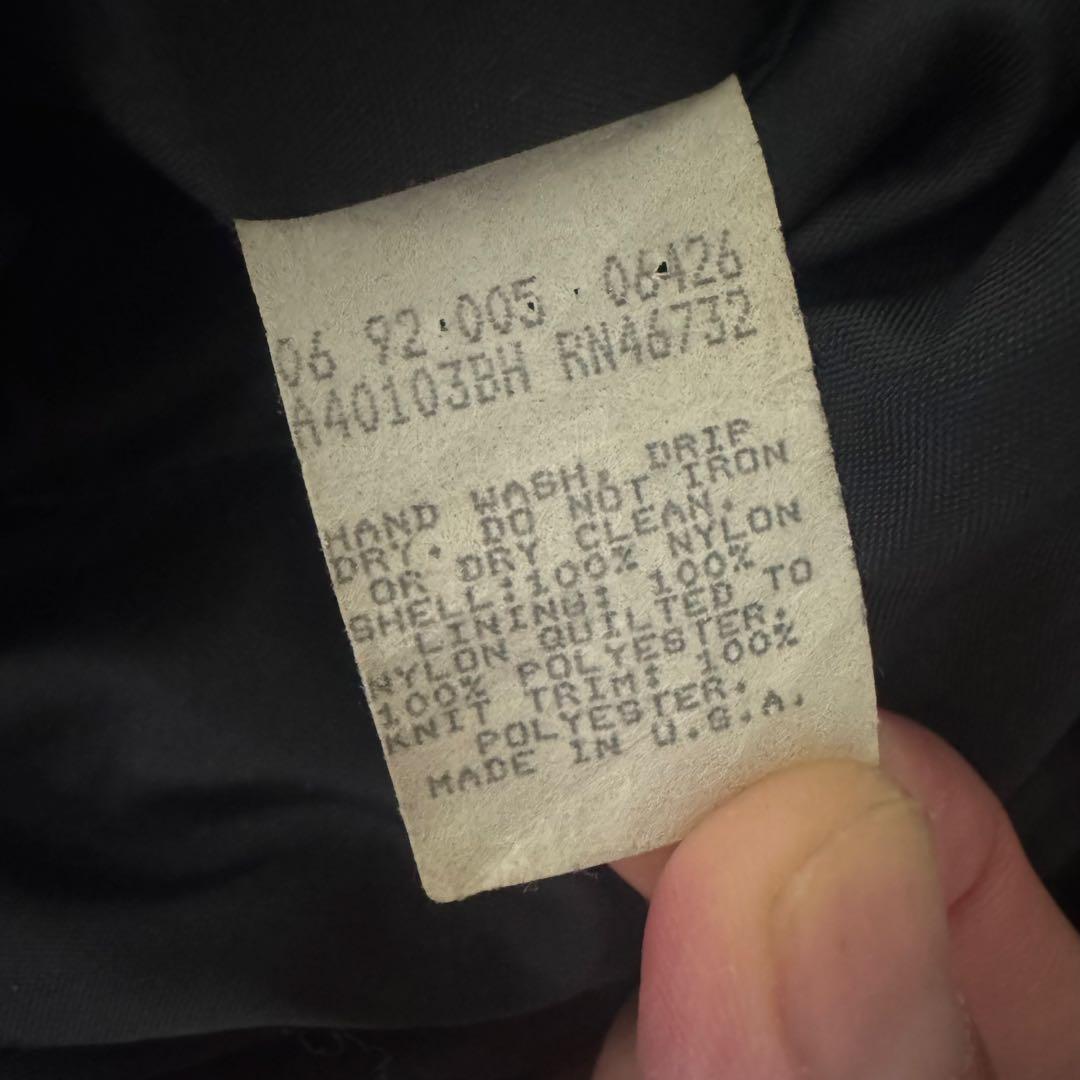 06 92 005 06426
A40103BH RN46732
HAND WASH, DRIP
DRY. DO NOT IRON
OR DRY CLEAN.
SHELL:100% NYLON
LINING: 100%
NYLON QUILTED TO
100% POLYESTER.
KNIT TRIM: 100%
POLYESTER.
MADE IN U.S.A.